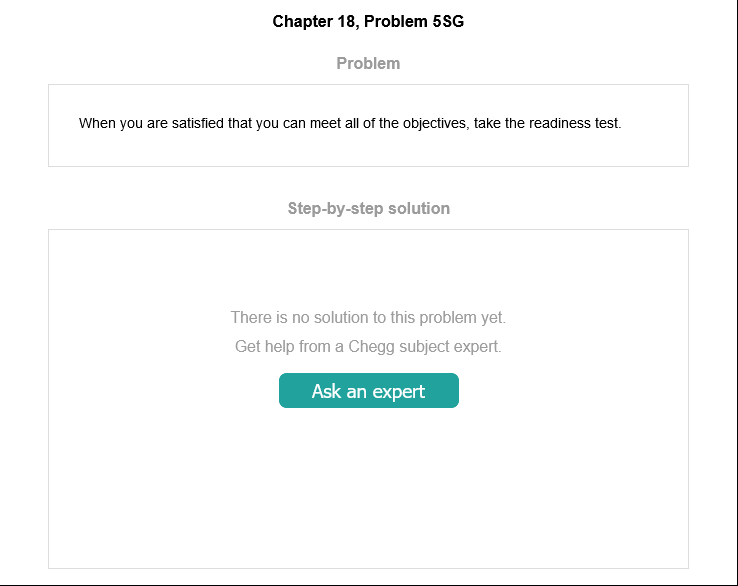 Chapter 18, Problem 5SG
Problem
When you are satisfied that you can meet all of the objectives, take the readiness test.
Step-by-step solution
There is no solution to this problem yet.
Get help from a Chegg subject expert.
Ask an expert